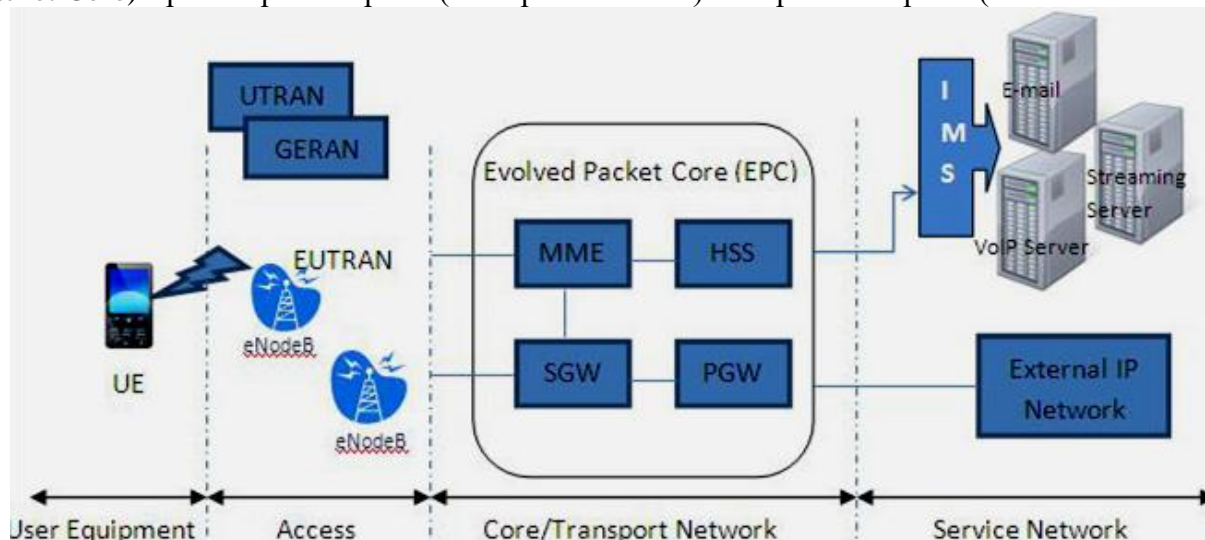 UTRAN
GERAN
EUTRAN
eNodeB
eNodeB
UE
Evolved Packet Core (EPC)
MME
HSS
SGW
PGW
I
M
S
E-mail
Streaming
Server
VoIP Server
External IP
Network
User Equipment
Access
Core/Transport Network
Service Network